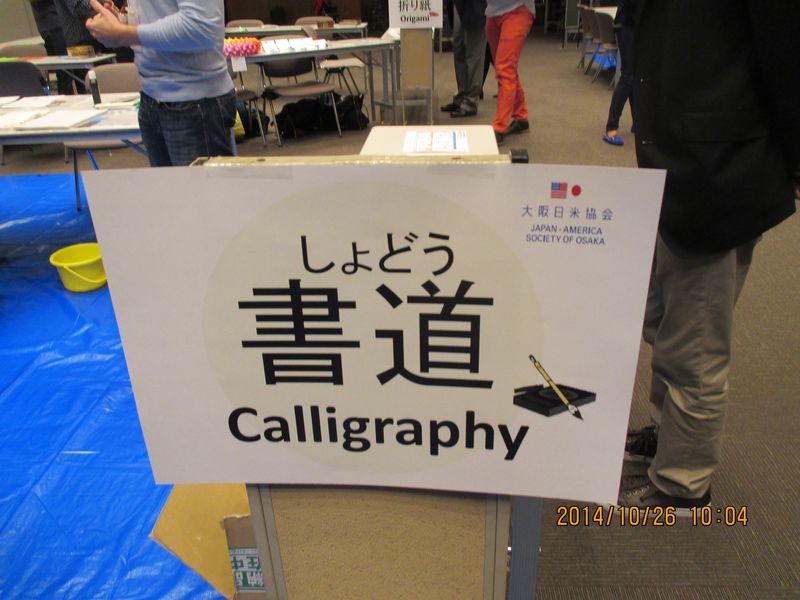 折り紙
Origami
大阪日米協会
JAPAN-AMERICA
SOCIETY OF OSAKA
しょどう
書道
Calligraphy
2014/10/26 10:04